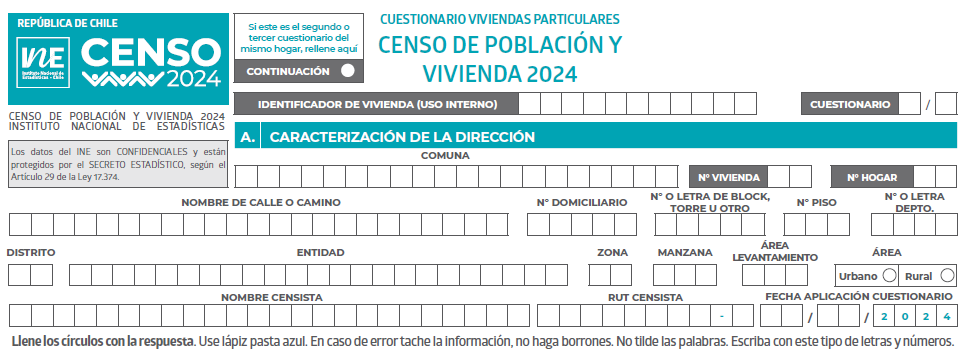 REPÚBLICA DE CHILE
INE
Instituto Nacional de Estadísticas - Chile
CENSO
2024
CENSO DE POBLACIÓN Y VIVIENDA 2024
INSTITUTO NACIONAL DE ESTADÍSTICAS
Los datos del INE son CONFIDENCIALES y están
protegidos por el SECRETO ESTADÍSTICO, según el
Artículo 29 de la Ley 17.374.
Si este es el segundo o
tercer cuestionario del
mismo hogar, rellene aquí
CONTINUACIÓN
CUESTIONARIO VIVIENDAS PARTICULARES
CENSO DE POBLACIÓN Y
VIVIENDA 2024
IDENTIFICADOR DE VIVIENDA (USO INTERNO)
CUESTIONARIO /
A. CARACTERIZACIÓN DE LA DIRECCIÓN
COMUNA
N° VIVIENDA
N° HOGAR
NOMBRE DE CALLE O CAMINO
N° DOMICILIARIO
N° O LETRA DE BLOCK,
TORRE U OTRO
N° PISO
N° O LETRA
DEPTO.
DISTRITO
ENTIDAD
ZONA
MANZANA
ÁREA
LEVANTAMIENTO
ÁREA
Urbano
Rural
NOMBRE CENSISTA
RUT CENSISTA
-
FECHA APLICACIÓN CUESTIONARIO
/ / 2 0 2 4
Llene los círculos con la respuesta. Use lápiz pasta azul. En caso de error tache la información, no haga borrones. No tilde las palabras. Escriba con este tipo de letras y números.